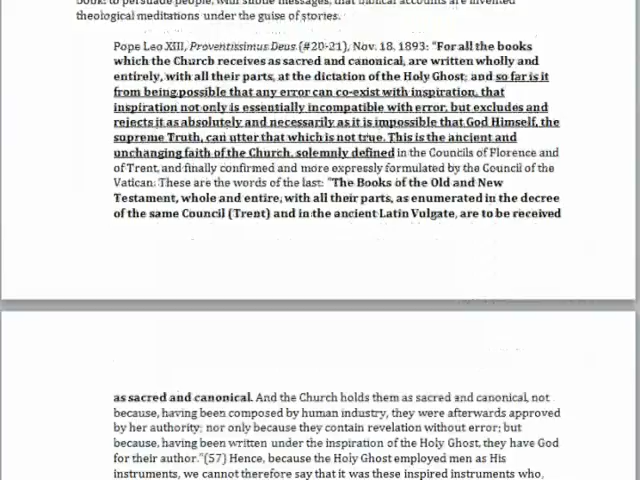 book: to persuade people, with subtle messages, that biblical accounts are invented
theological meditations under the guise of stories.
Pope Leo XIII, Proventissimus Deus (#20-21), Nov. 18, 1893: "For all the books
which the Church receives as sacred and canonical, are written wholly and
entirely, with all their parts, at the dictation of the Holy Ghost; and so far is it
from being possible that any error can co-exist with inspiration, that
inspiration not only is essentially incompatible with error, but excludes and
rejects it as absolutely and necessarily as it is impossible that God Himself, the
supreme Truth, can utter that which is not true. This is the ancient and
unchanging faith of the Church, solemnly defined in the Councils of Florence and
of Trent, and finally confirmed and more expressly formulated by the Council of the
Vatican. These are the words of the last: "The Books of the Old and New
Testament, whole and entire, with all their parts, as enumerated in the decree
of the same Council (Trent) and in the ancient Latin Vulgate, are to be received
as sacred and canonical. And the Church holds them as sacred and canonical, not
because, having been composed by human industry, they were afterwards approved
by her authority; nor only because they contain revelation without error; but
because, having been written under the inspiration of the Holy Ghost, they have God
for their author."(57) Hence, because the Holy Ghost employed men as His
instruments, we cannot therefore say that it was these inspired instruments who,